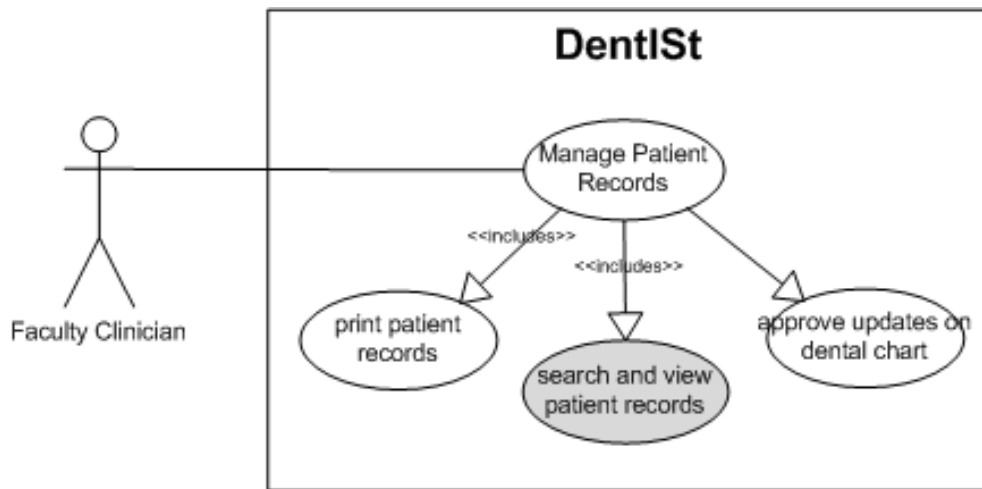 DentISt
Manage Patient
Records
<<includes>>
<<includes>>
Faculty Clinician
print patient
records
search and view
patient records
approve updates on
dental chart